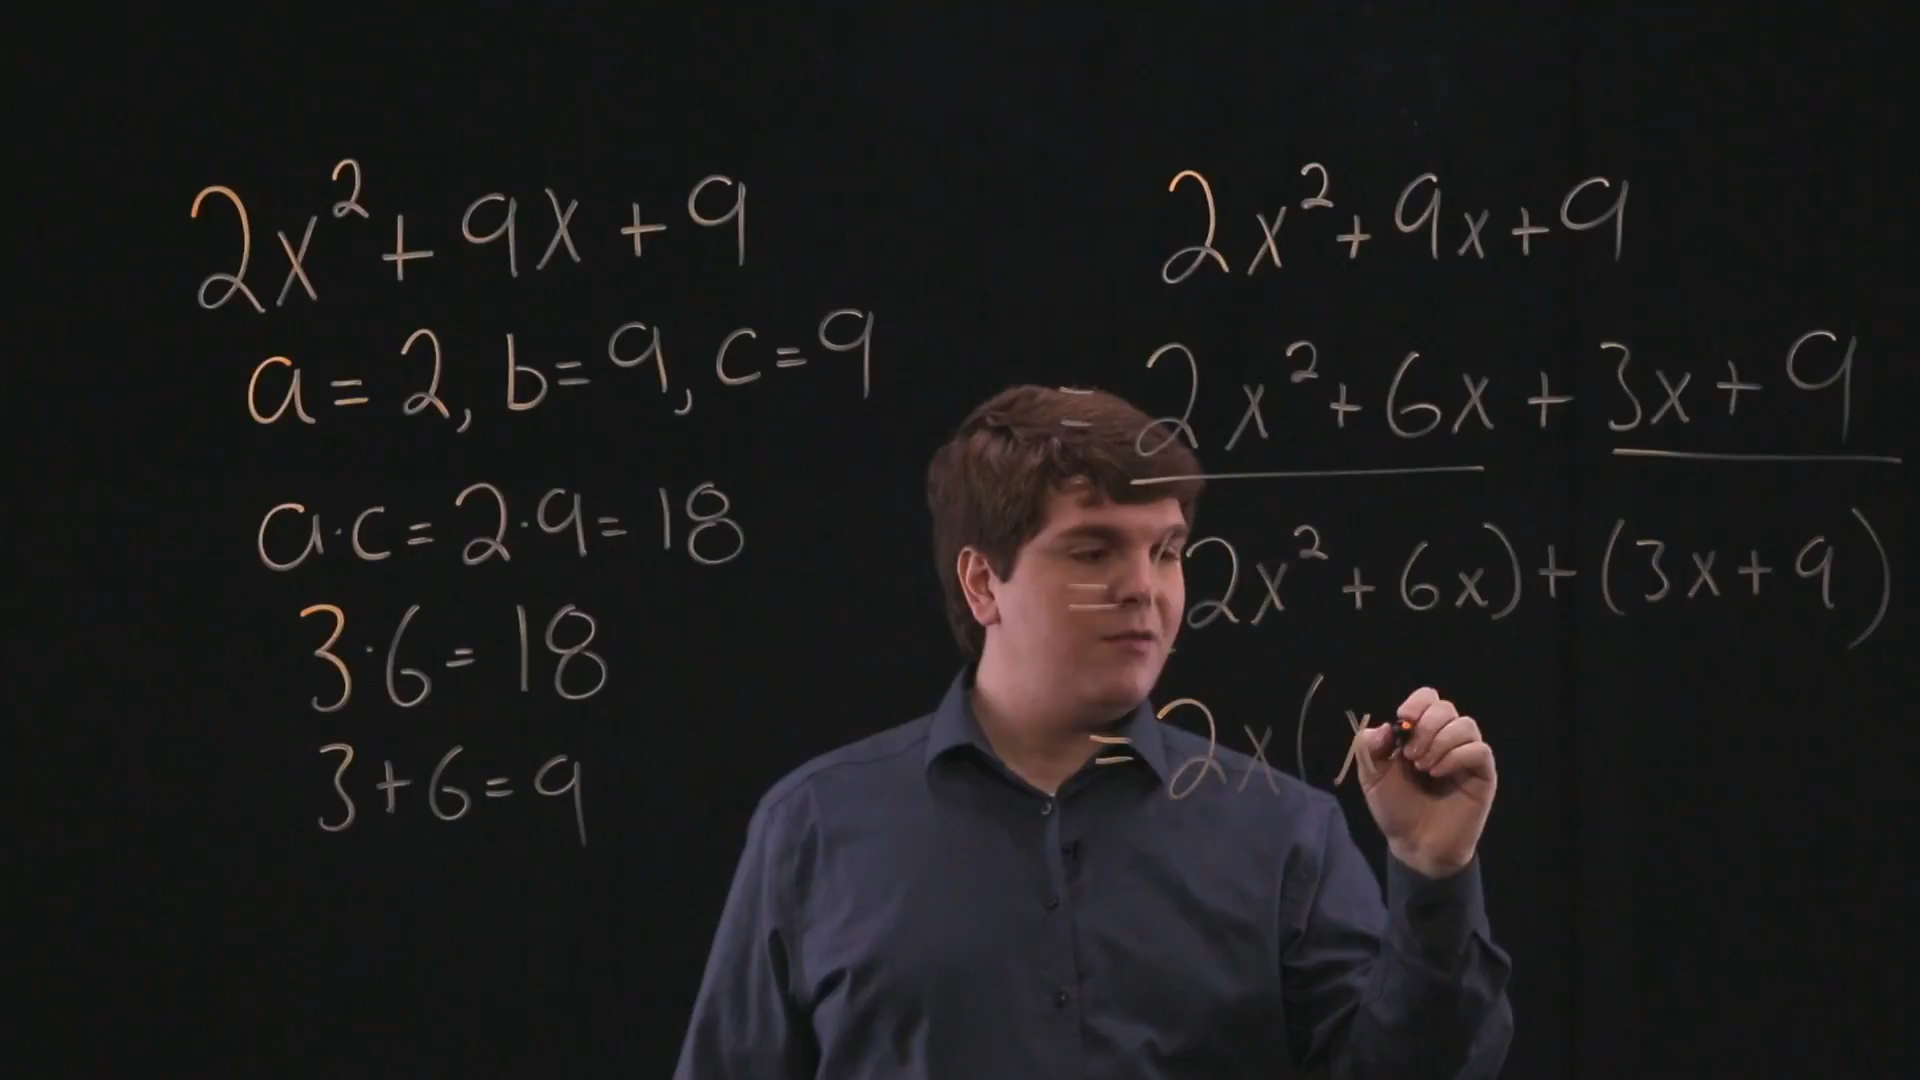 2x² + 9x + 9
a = 2, b = 9, c = 9
a·c = 2·9 = 18
3·6 = 18
3 + 6 = 9
2x² + 9x + 9
= 2x² + 6x + 3x + 9
= 2x² + 6x) + (3x + 9)
= 2x(x